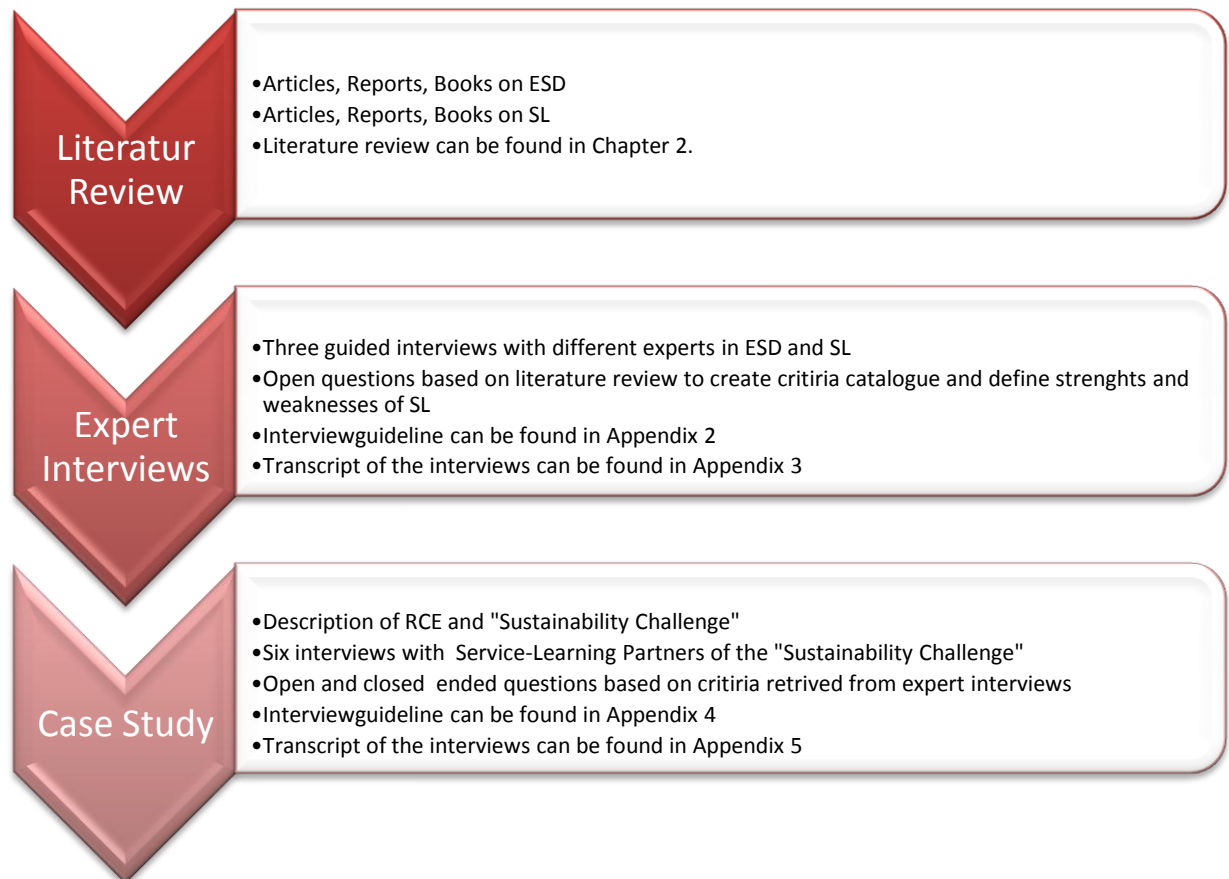 Literatur
Review
•Articles, Reports, Books on ESD
•Articles, Reports, Books on SL
•Literature review can be found in Chapter 2.
Expert
Interviews
•Three guided interviews with different experts in ESD and SL
•Open questions based on literature review to create critiria catalogue and define strenghts and
weaknesses of SL
•Interviewguideline can be found in Appendix 2
•Transcript of the interviews can be found in Appendix 3
Case Study
•Description of RCE and "Sustainability Challenge"
•Six interviews with  Service-Learning Partners of the "Sustainability Challenge"
•Open and closed  ended questions based on critiria retrived from expert interviews
•Interviewguideline can be found in Appendix 4
•Transcript of the interviews can be found in Appendix 5